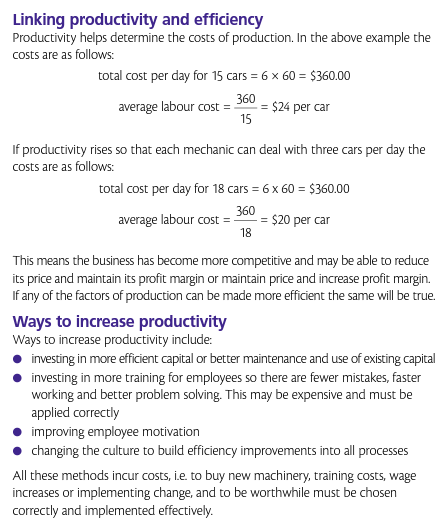 Linking productivity and efficiency
Productivity helps determine the costs of production. In the above example the
costs are as follows:
total cost per day for 15 cars = 6 × 60 = $360.00
average labour cost = 360/15 = $24 per car
If productivity rises so that each mechanic can deal with three cars per day the
costs are as follows:
total cost per day for 18 cars = 6 x 60 = $360.00
average labour cost = 360/18 = $20 per car
This means the business has become more competitive and may be able to reduce
its price and maintain its profit margin or maintain price and increase profit margin.
If any of the factors of production can be made more efficient the same will be true.
Ways to increase productivity
Ways to increase productivity include:
● investing in more efficient capital or better maintenance and use of existing capital
● investing in more training for employees so there are fewer mistakes, faster
working and better problem solving. This may be expensive and must be
applied correctly
● improving employee motivation
● changing the culture to build efficiency improvements into all processes
All these methods incur costs, i.e. to buy new machinery, training costs, wage
increases or implementing change, and to be worthwhile must be chosen
correctly and implemented effectively.